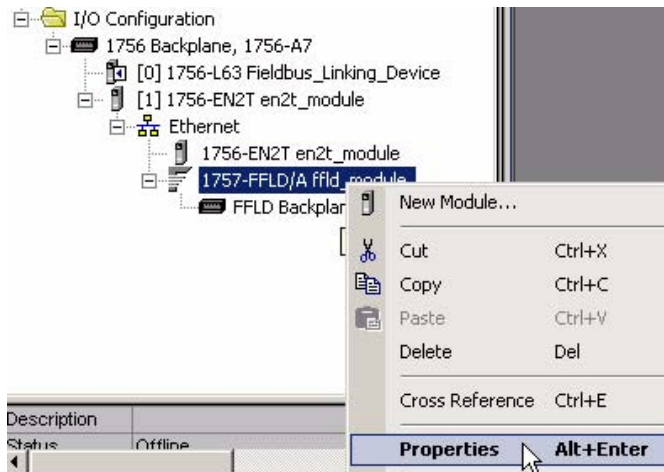 I/O Configuration
1756 Backplane, 1756-A7
[0] 1756-L63 Fieldbus_Linking_Device
[1] 1756-EN2T en2t_module
Ethernet
1756-EN2T en2t_module
1757-FFLD/A ffld_module
FFLD Backplan
New Module...
Cut Ctrl+X
Copy Ctrl+C
Paste Ctrl+V
Delete Del
Cross Reference Ctrl+E
Properties Alt+Enter
Description
Status Offline